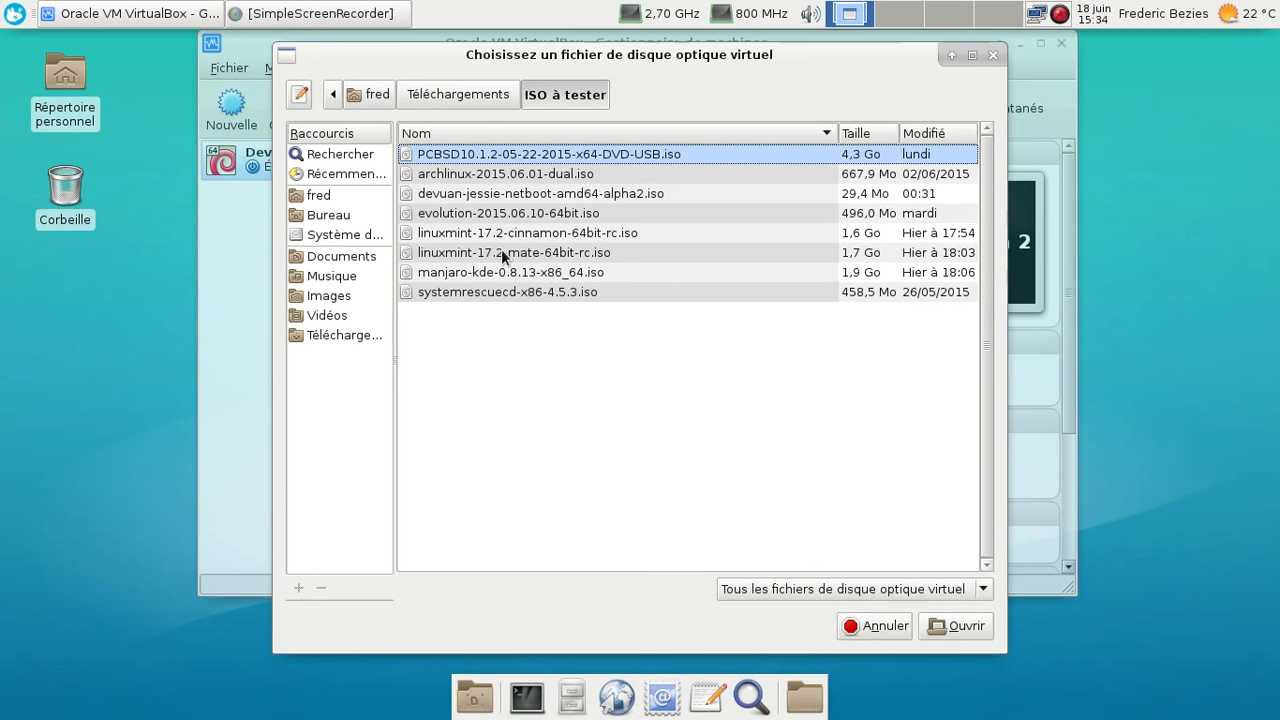 Oracle VM VirtualBox - G...
[SimpleScreenRecorder]
2,70 GHz
800 MHz
18 juin
15:34
Frederic Bezies
22 °C
Répertoire
personnel
Corbeille
Fichier
Nouvelle
64
Dev
Choisissez un fichier de disque optique virtuel
fred
Téléchargements
ISO à tester
Raccourcis
Rechercher
Récemmen...
fred
Bureau
Système d...
Documents
Musique
Images
Vidéos
Télécharge...
Nom Taille Modifié
PCBSD10.1.2-05-22-2015-x64-DVD-USB.iso 4,3 Go lundi
archlinux-2015.06.01-dual.iso 667,9 Mo 02/06/2015
devuan-jessie-netboot-amd64-alpha2.iso 29,4 Mo 00:31
evolution-2015.06.10-64bit.iso 496,0 Mo mardi
linuxmint-17.2-cinnamon-64bit-rc.iso 1,6 Go Hier à 17:54
linuxmint-17.2-mate-64bit-rc.iso 1,7 Go Hier à 18:03
manjaro-kde-0.8.13-x86_64.iso 1,9 Go Hier à 18:06
systemrescuecd-x86-4.5.3.iso 458,5 Mo 26/05/2015
antanés
2
Tous les fichiers de disque optique virtuel
Annuler
Ouvrir